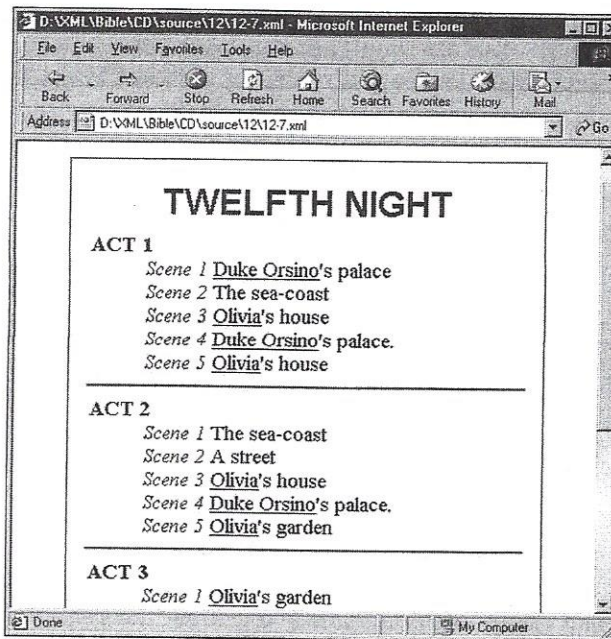 D:\XML\Bible\CD\source\12\12-7.xml - Microsoft Internet Explorer
File Edit View Favorites Tools Help
Back Forward Stop Refresh Home Search Favorites History Mail
Address D:\XML\Bible\CD\source\12\12-7.xml Go
TWELFTH NIGHT
ACT 1
Scene 1 Duke Orsino's palace
Scene 2 The sea-coast
Scene 3 Olivia's house
Scene 4 Duke Orsino's palace.
Scene 5 Olivia's house
ACT 2
Scene 1 The sea-coast
Scene 2 A street
Scene 3 Olivia's house
Scene 4 Duke Orsino's palace.
Scene 5 Olivia's garden
ACT 3
Scene 1 Olivia's garden
Done My Computer